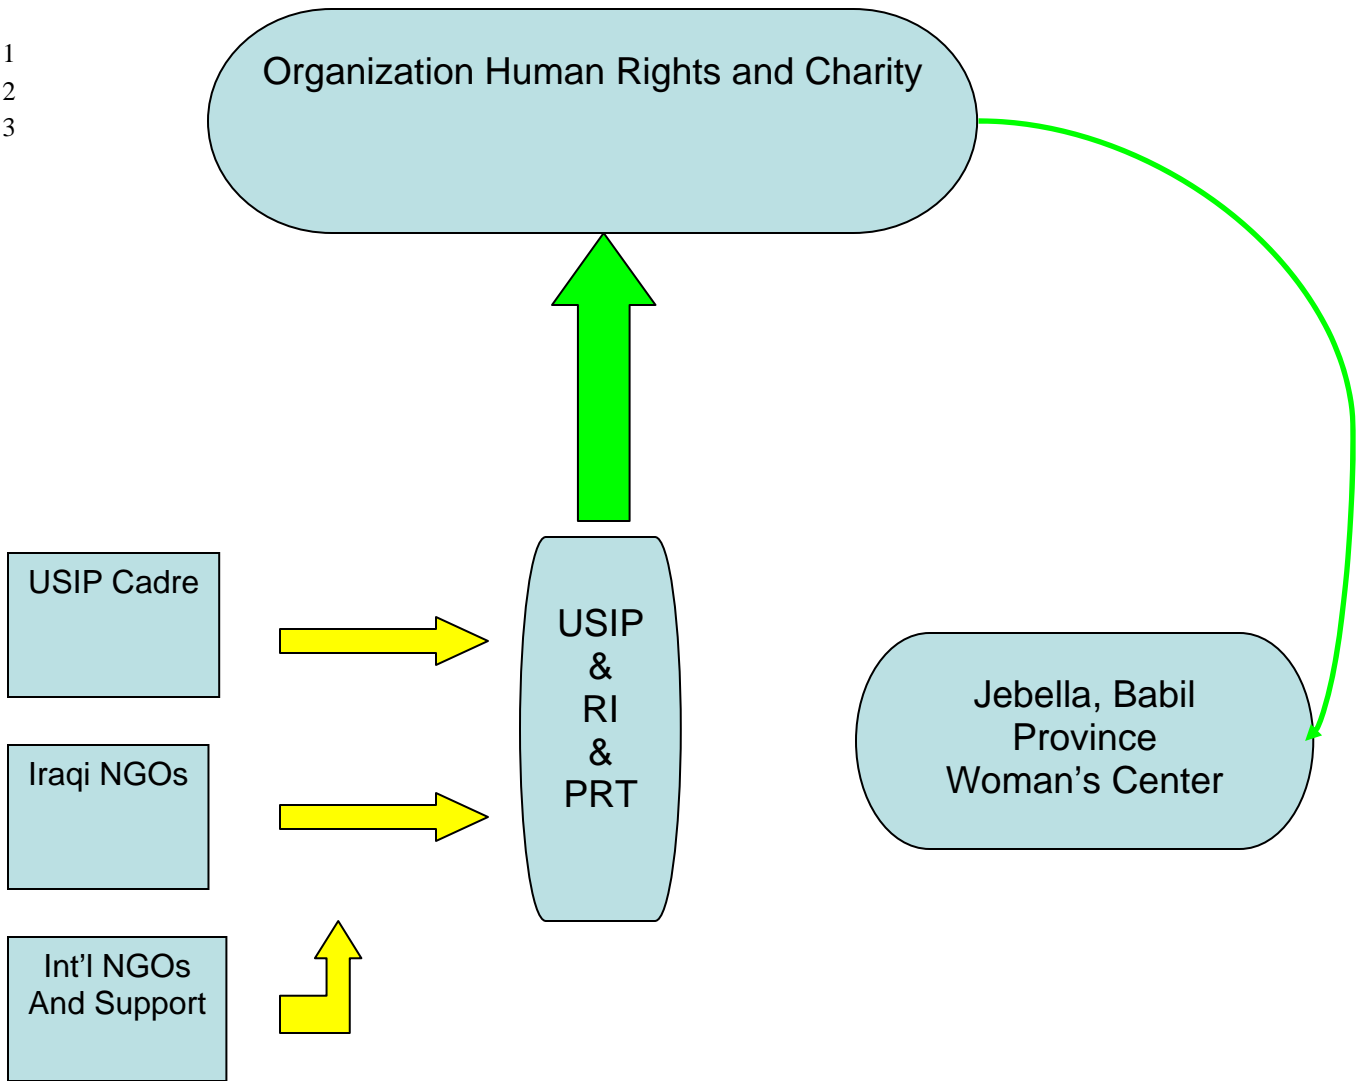 1
2
3
Organization Human Rights and Charity
USIP Cadre
Iraqi NGOs
Int'l NGOs
And Support
USIP
&
RI
&
PRT
Jebella, Babil
Province
Woman's Center